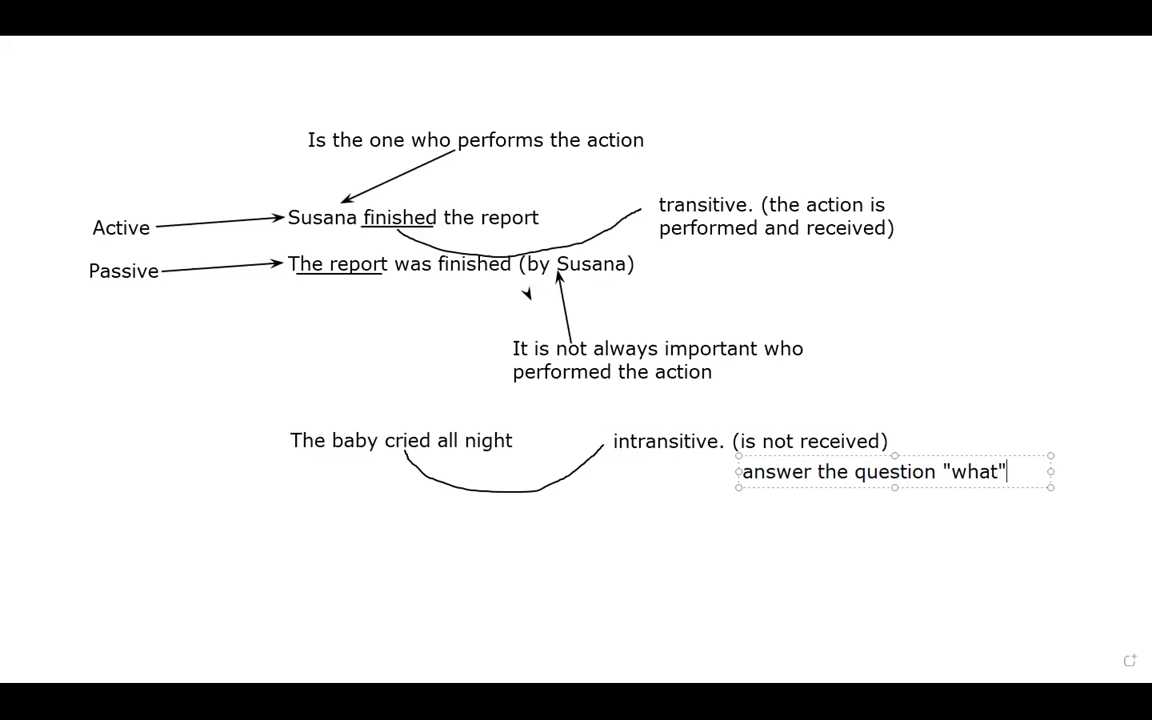 Is the one who performs the action
Susana finished the report
transitive. (the action is
performed and received)
Active
Passive
The report was finished (by Susana)
It is not always important who
performed the action
The baby cried all night
intransitive. (is not received)
answer the question "what"